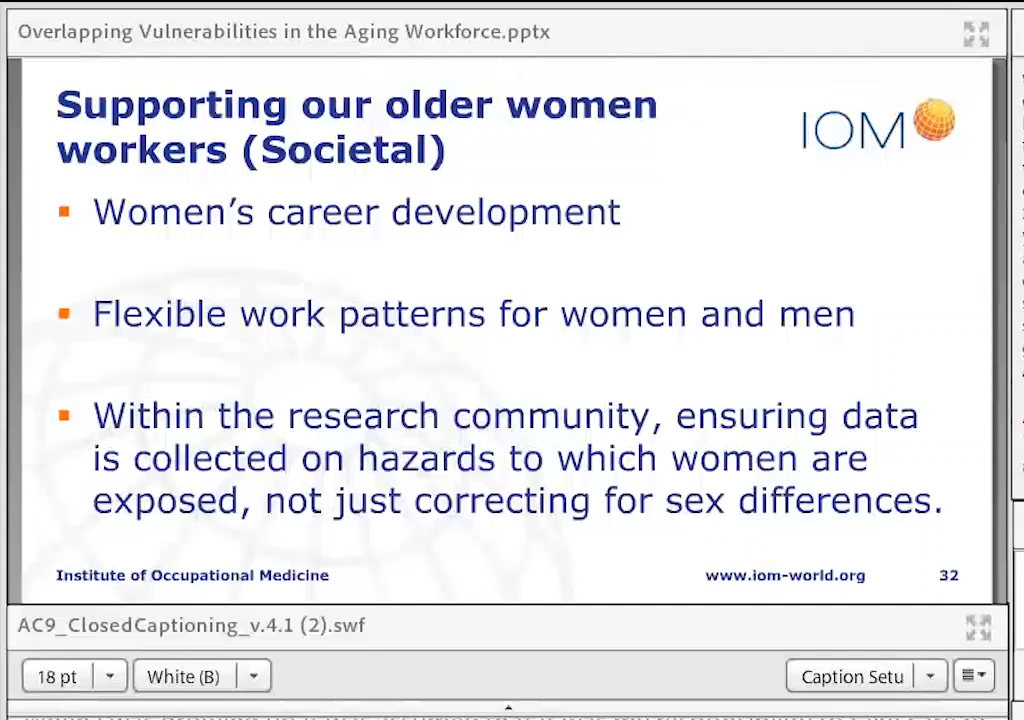 Overlapping Vulnerabilities in the Aging Workforce.pptx
Supporting our older women
workers (Societal)
IOM
▪ Women’s career development
▪ Flexible work patterns for women and men
▪ Within the research community, ensuring data
is collected on hazards to which women are
exposed, not just correcting for sex differences.
Institute of Occupational Medicine
www.iom-world.org
32
AC9_ClosedCaptioning_v.4.1 (2).swf
18 pt
White (B)
Caption Setu